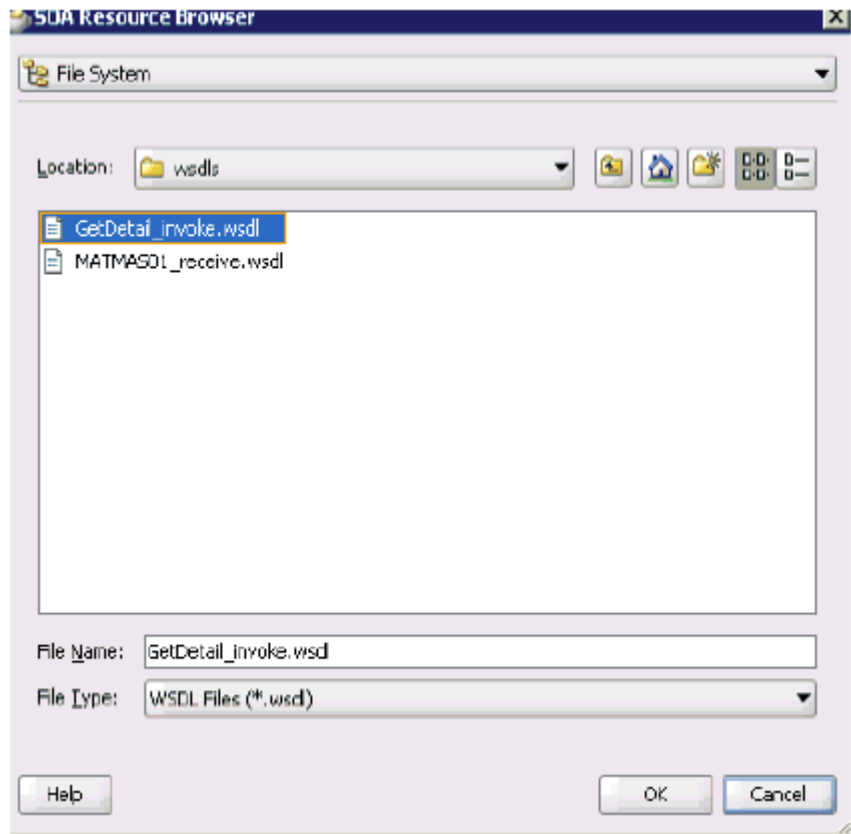 SOA Resource Browser
File System
Location: wsdls
GetDetail_invoke.wsdl
MATMAS01_receive.wsdl
File Name: GetDetail_invoke.wsdl
File Type: WSDL Files (*.wsdl)
Help OK Cancel